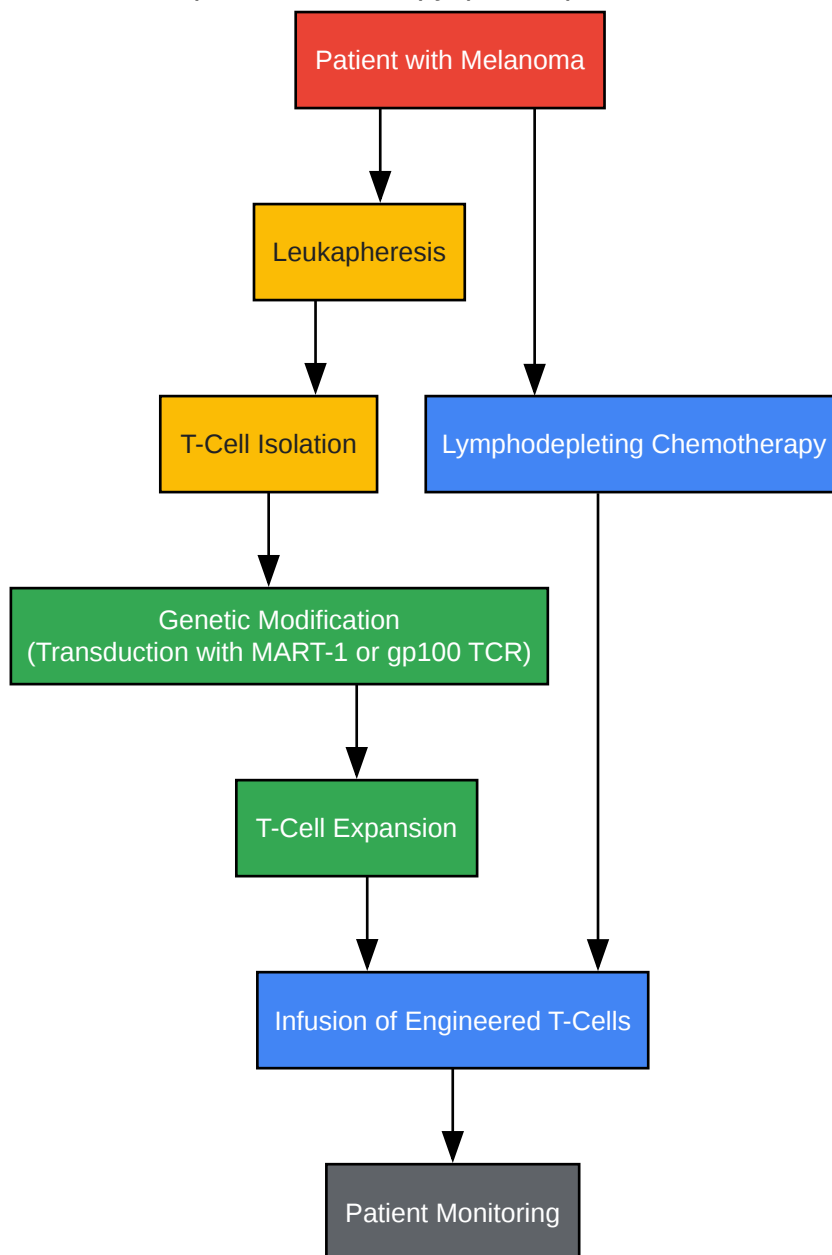 Patient with Melanoma
Leukapheresis
T-Cell Isolation
Lymphodepleting Chemotherapy
Genetic Modification
(Transduction with MART-1 or gp100 TCR)
T-Cell Expansion
Infusion of Engineered T-Cells
Patient Monitoring